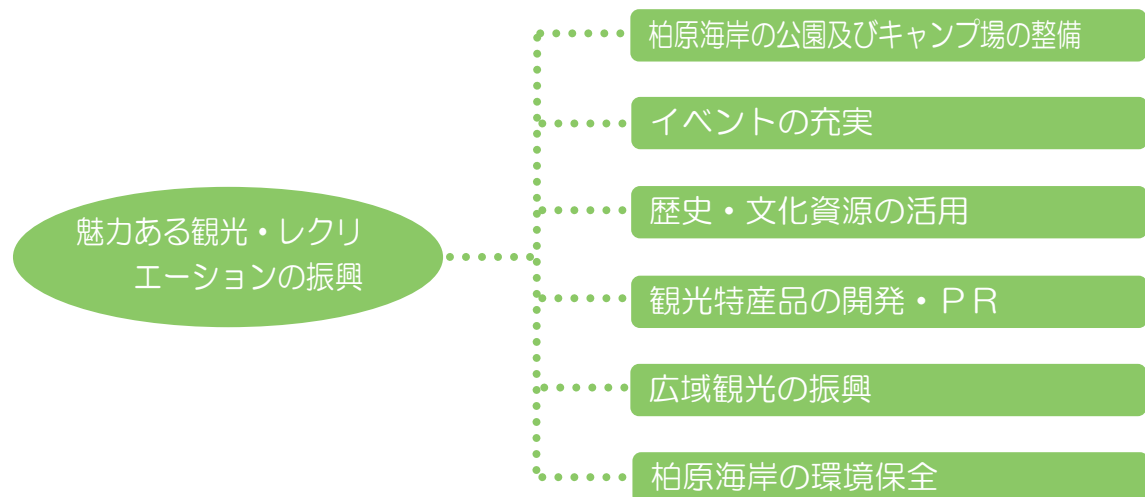 魅力ある観光・レクリ
エーションの振興
柏原海岸の公園及びキャンプ場の整備
イベントの充実
歴史・文化資源の活用
観光特産品の開発・ＰＲ
広域観光の振興
柏原海岸の環境保全